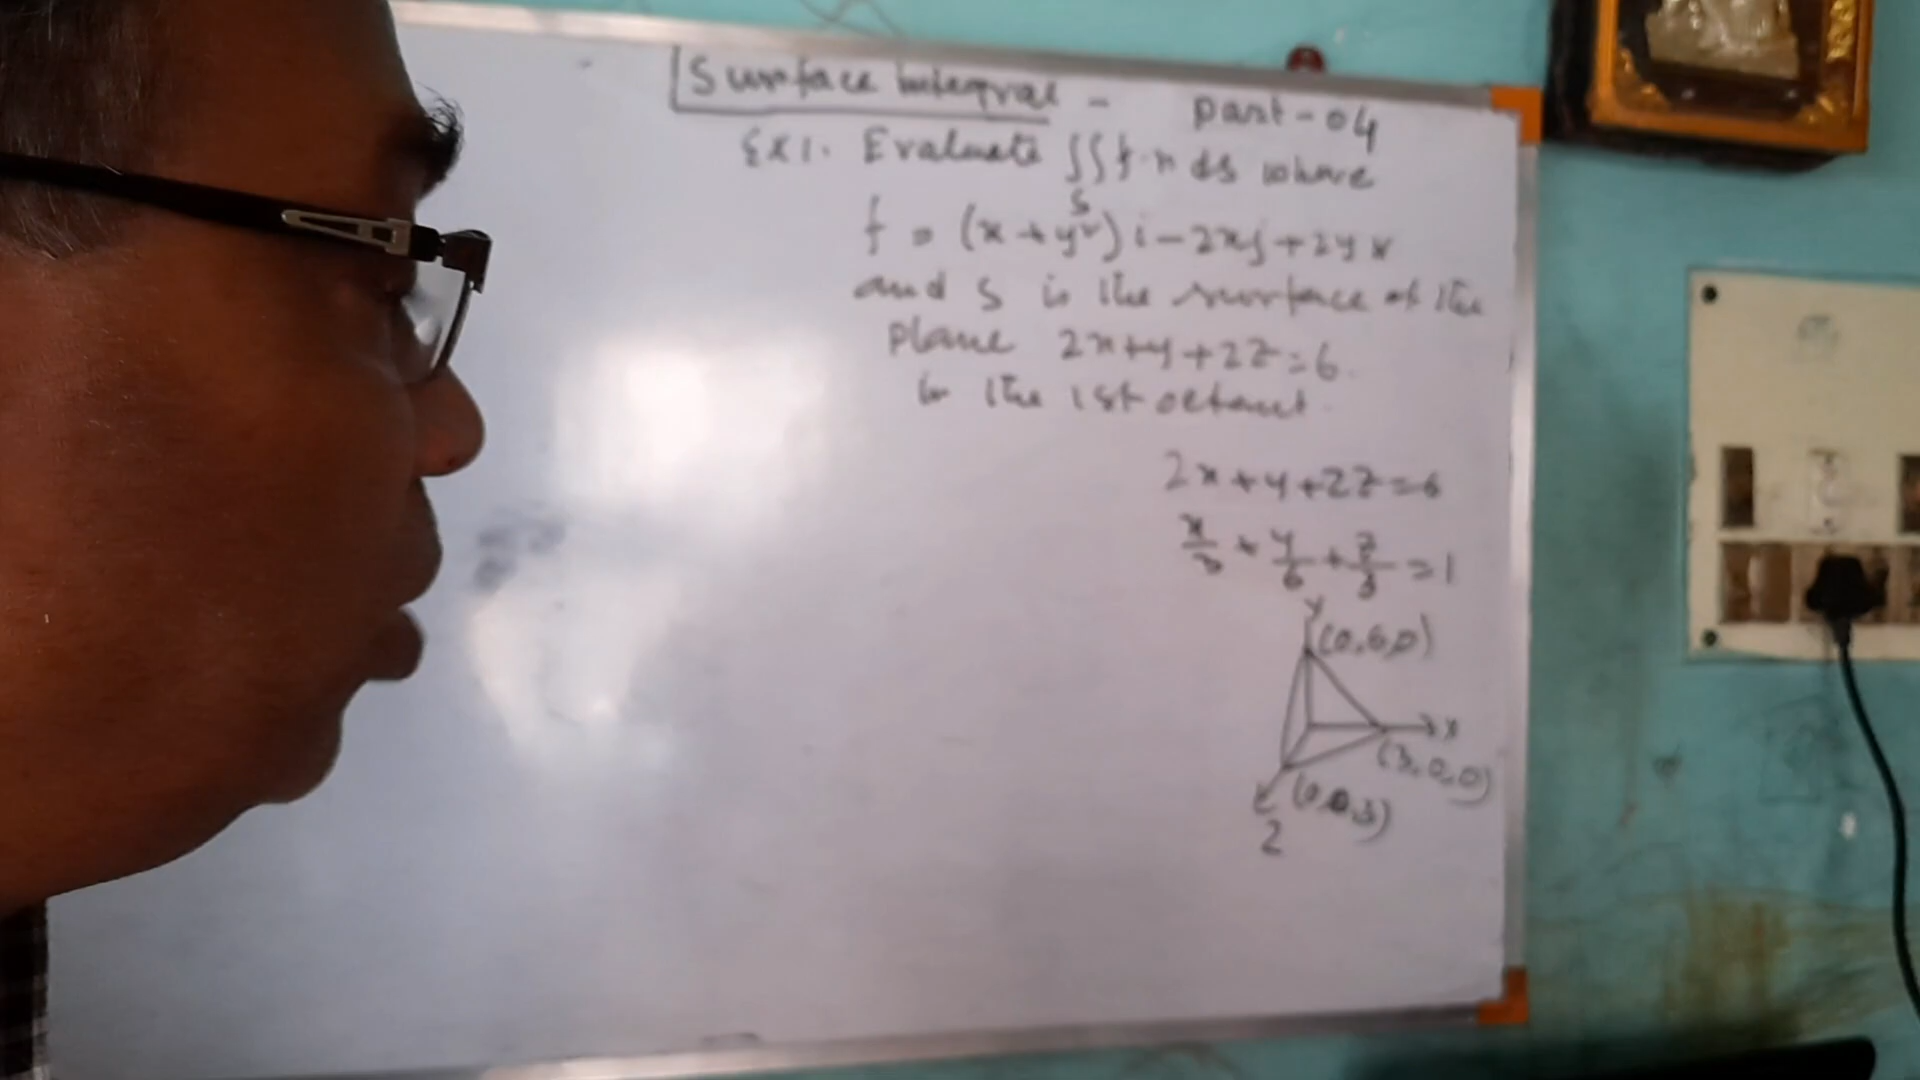 Surface Integral - Part-04
Ex1. Evaluate ∫∫ f·n ds where
S
f = (x + y²) i - 2xj + 2y k
and S is the surface of the
plane 2x+y+2z=6.
in the 1st octant.
2x+y+2z=6
x/3 + y/6 + z/3 = 1
y
(0,6,0)
x
(3,0,0)
(0,0,3)
z